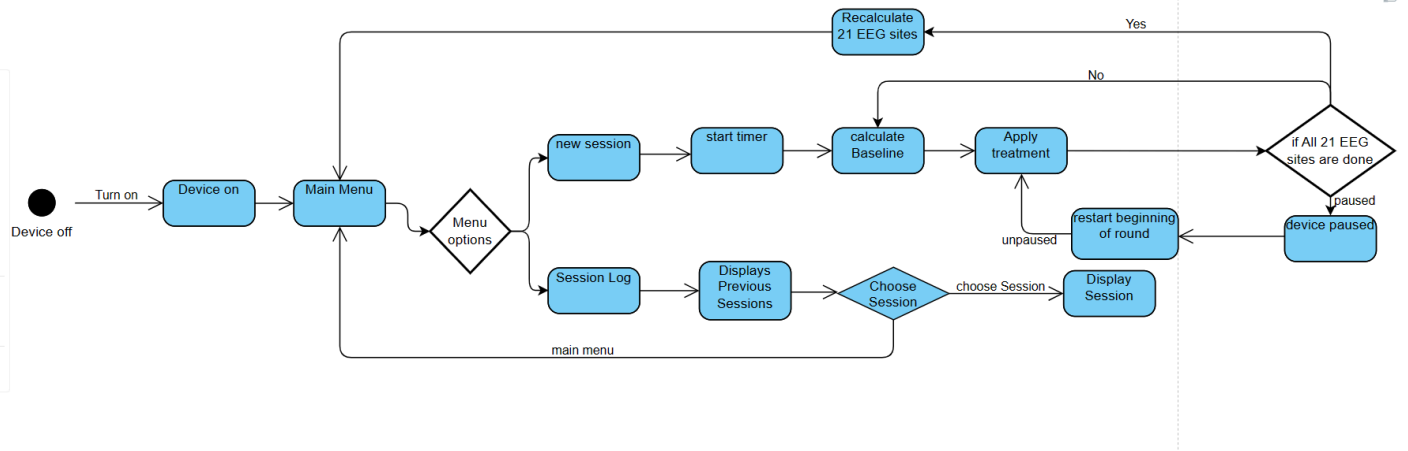 Recalculate
21 EEG sites
Yes
No
new session
start timer
calculate
Baseline
Apply
treatment
if All 21 EEG
sites are done
Turn on
Device on
Main Menu
Device off
Menu
options
paused
device paused
restart beginning
of round
unpaused
Session Log
Displays
Previous
Sessions
Choose
Session
choose Session
Display
Session
main menu